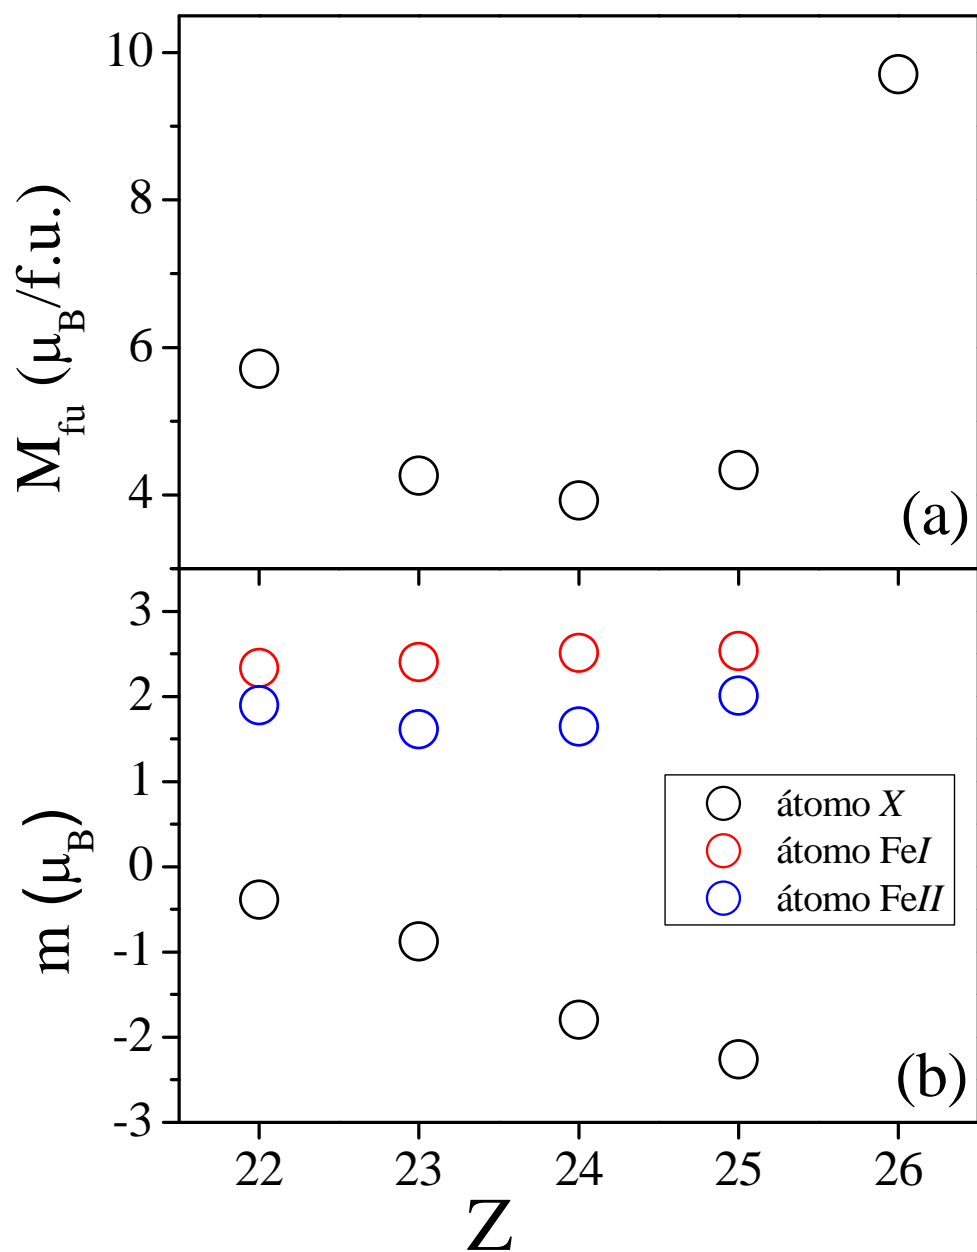 10
8
6
4
M_fu (μ_B/f.u.)
(a)
3
2
1
0
-1
-2
-3
m (μ_B)
átomo X
átomo FeI
átomo FeII
(b)
22 23 24 25 26
Z